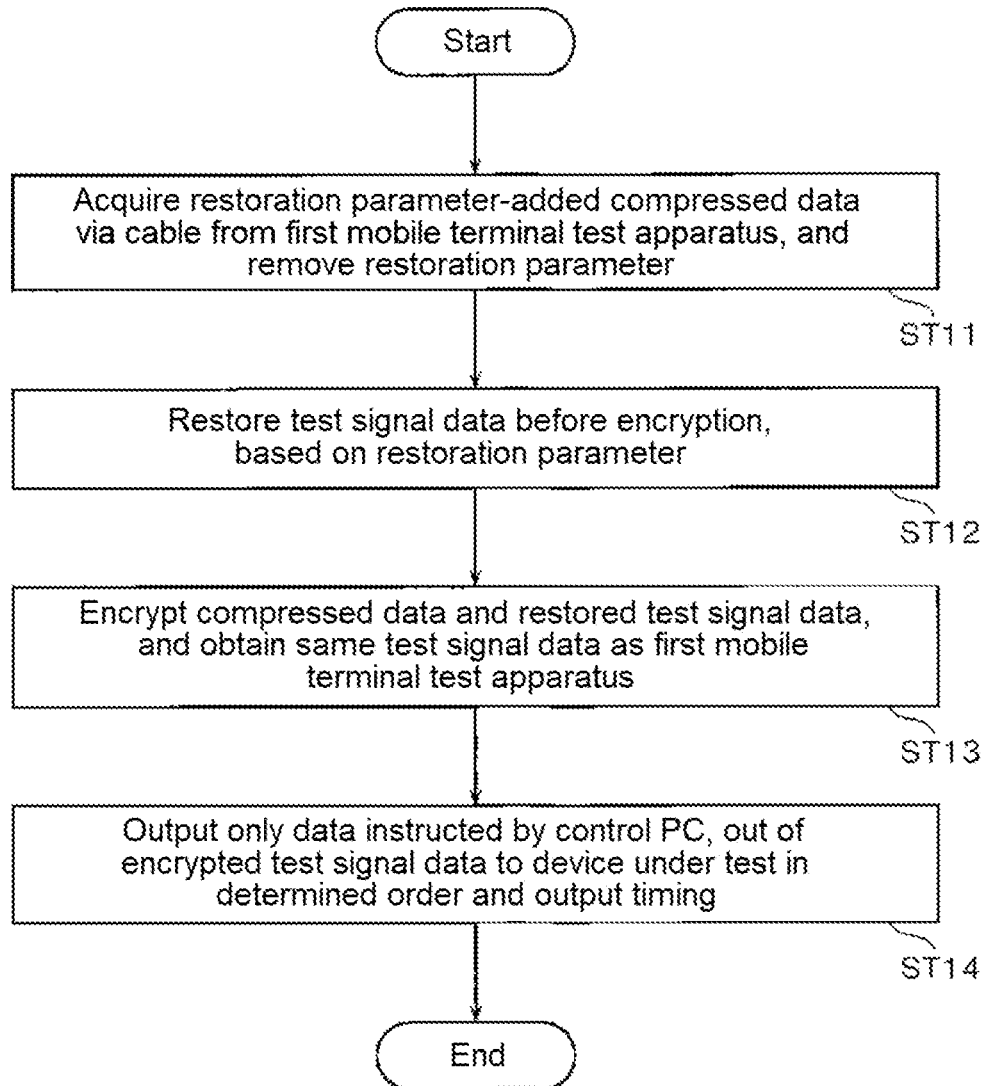 Start
Acquire restoration parameter-added compressed data
via cable from first mobile terminal test apparatus, and
remove restoration parameter
ST11
Restore test signal data before encryption,
based on restoration parameter
ST12
Encrypt compressed data and restored test signal data,
and obtain same test signal data as first mobile
terminal test apparatus
ST13
Output only data instructed by control PC, out of
encrypted test signal data to device under test in
determined order and output timing
ST14
End